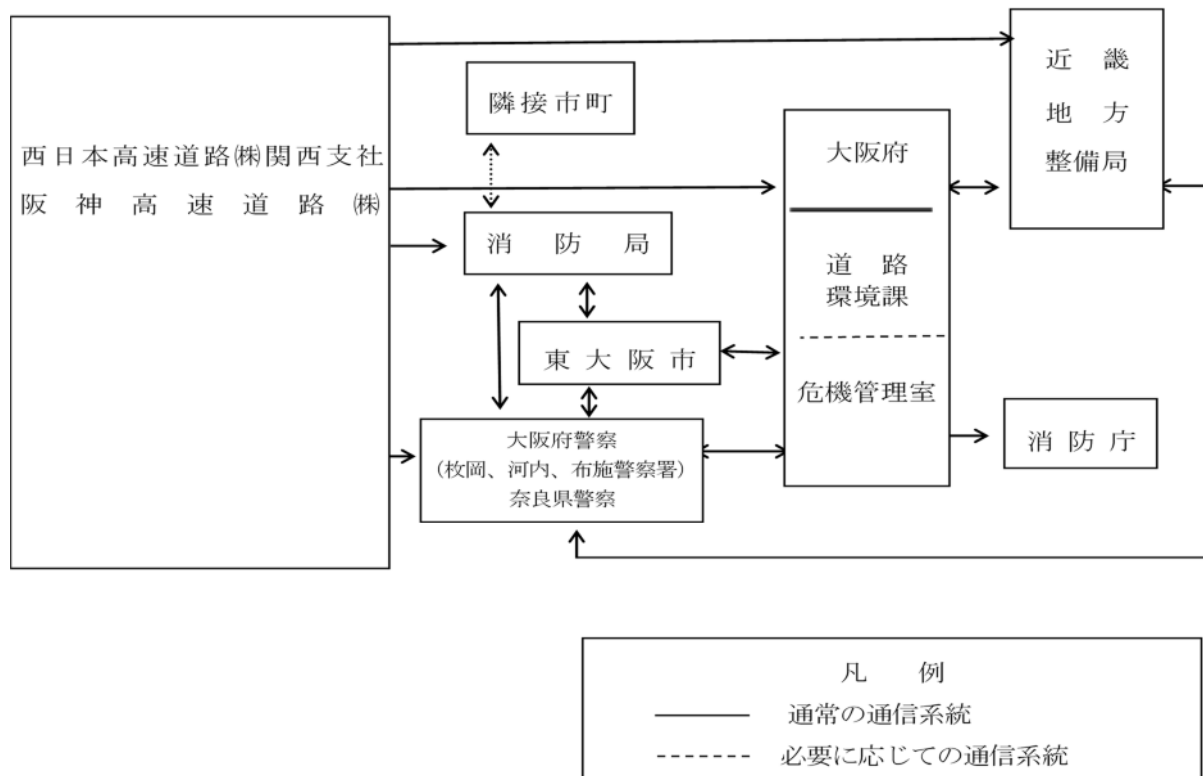 近畿
地方
整備局
隣接市町
大阪府
西日本高速道路㈱関西支社
阪神高速道路㈱
消防局
道路
環境課
東大阪市
危機管理室
大阪府警察
(枚岡、河内、布施警察署)
奈良県警察
消防庁
凡例
通常の通信系統
必要に応じての通信系統